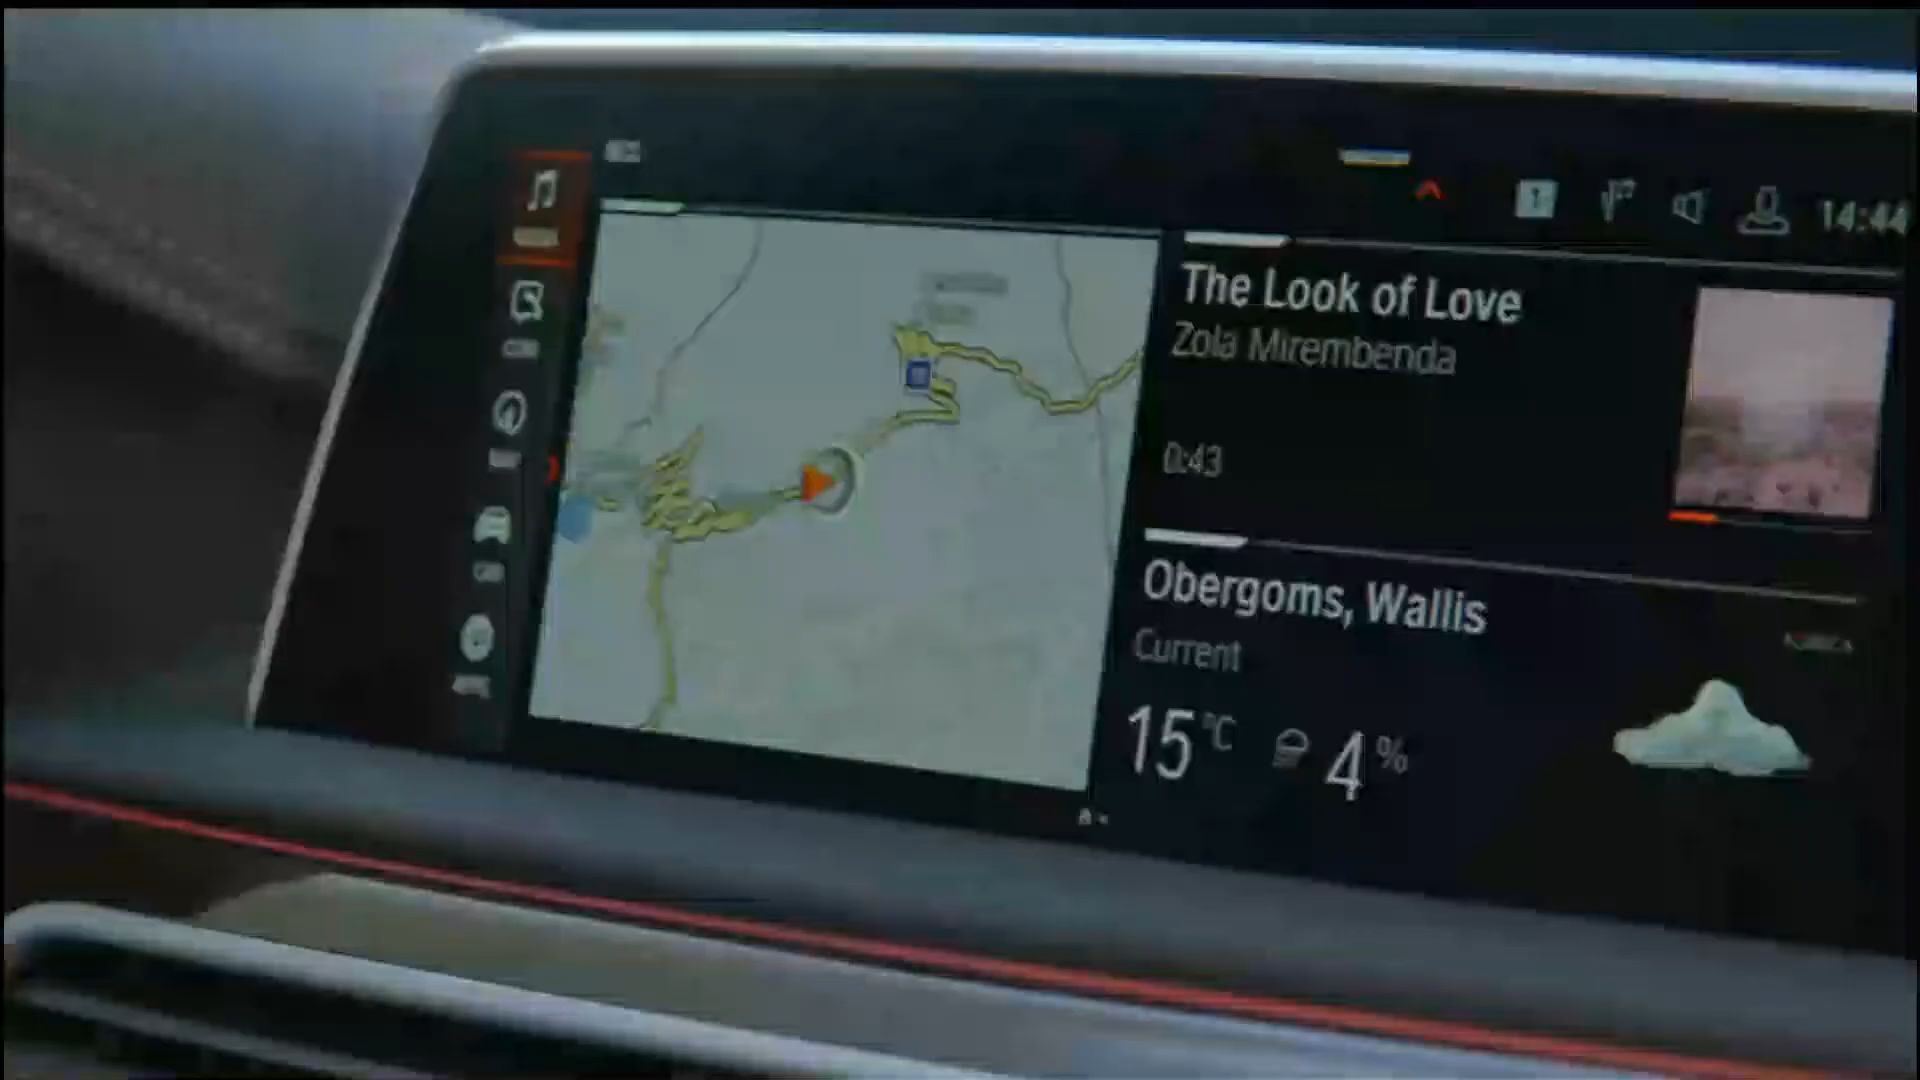 14:44
The Look of Love
Zola Mirembenda
0:43
Obergoms, Wallis
Current
15 °C 4 %